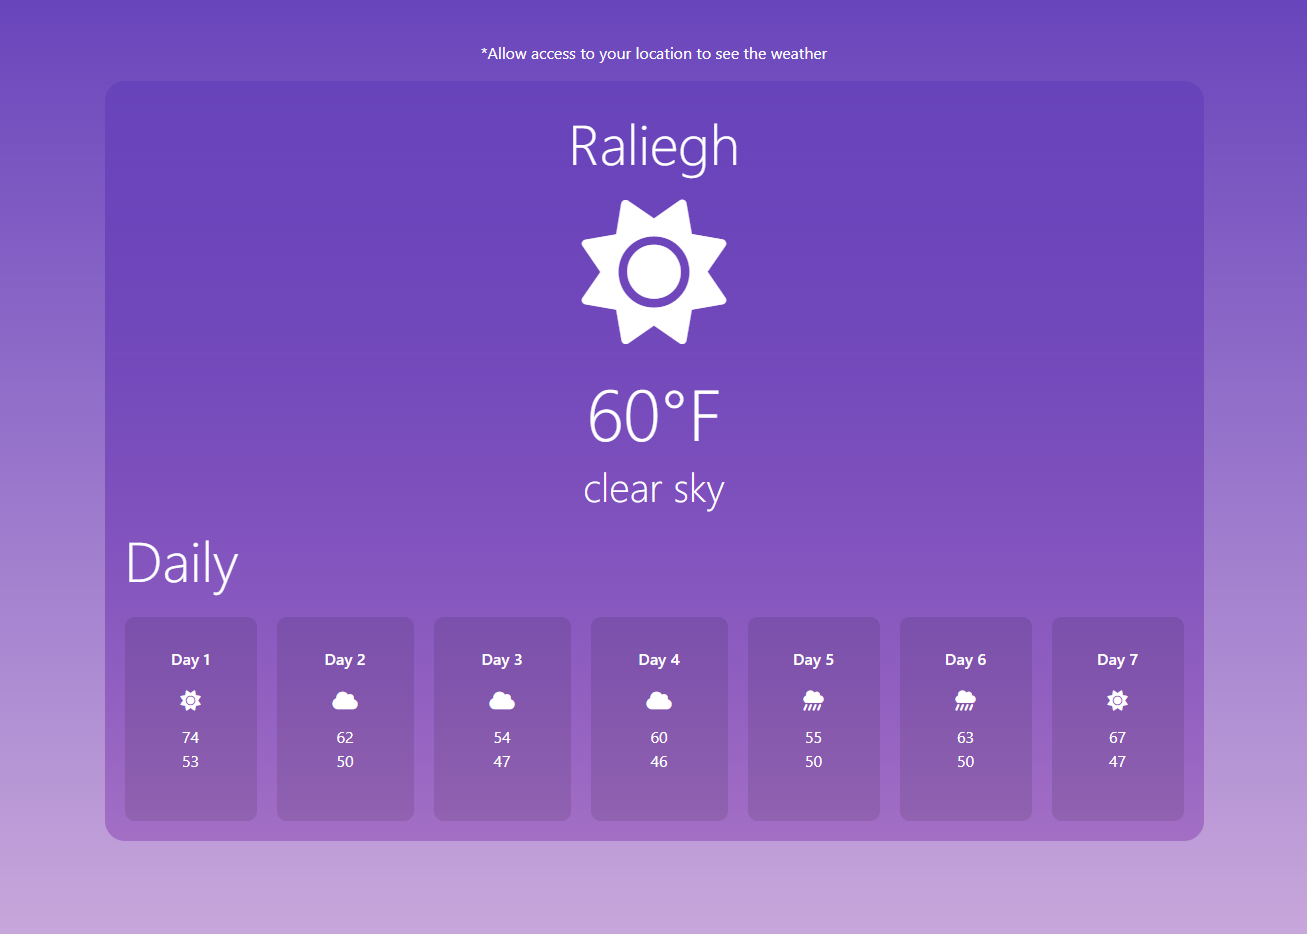 *Allow access to your location to see the weather
Raliegh
60°F
clear sky
Daily
Day 1
74
53
Day 2
62
50
Day 3
54
47
Day 4
60
46
Day 5
55
50
Day 6
63
50
Day 7
67
47